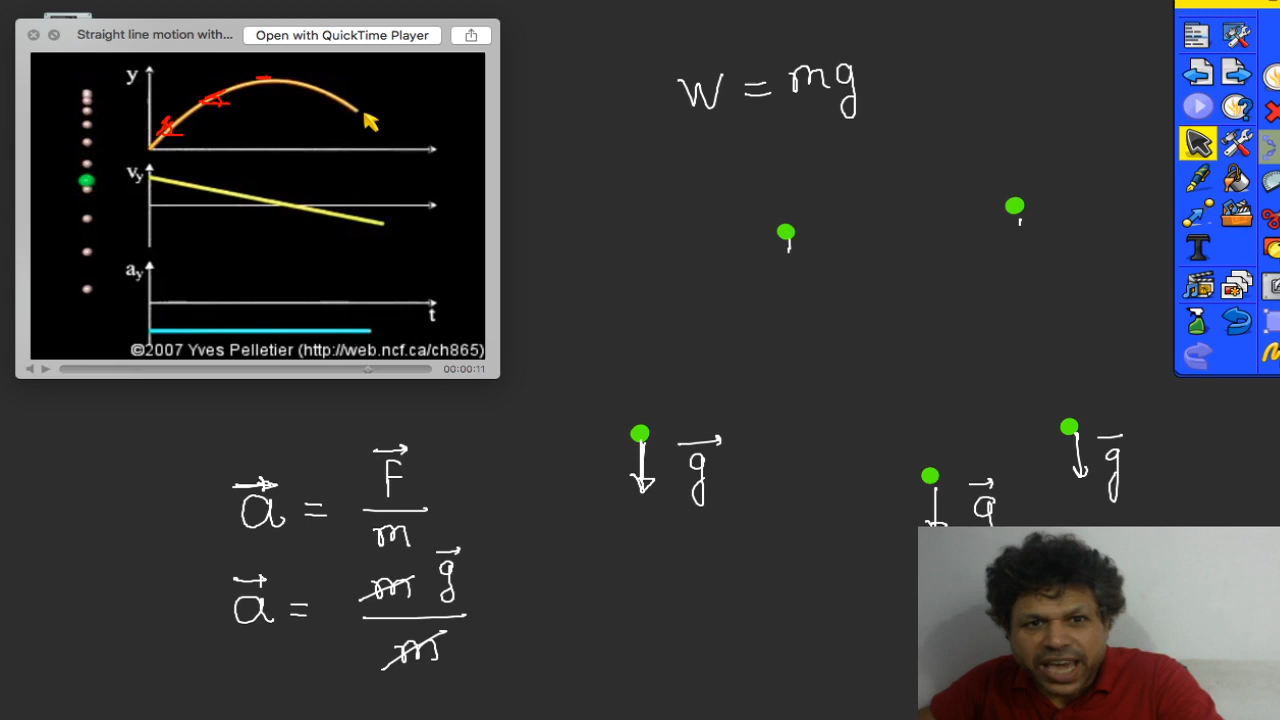 Straight line motion with...
Open with QuickTime Player
y
vy
ay
t
©2007 Yves Pelletier (http://web.ncf.ca/ch865)
00:00:11
W = mg
g
g
g
a = F/m
a = m g/m
T